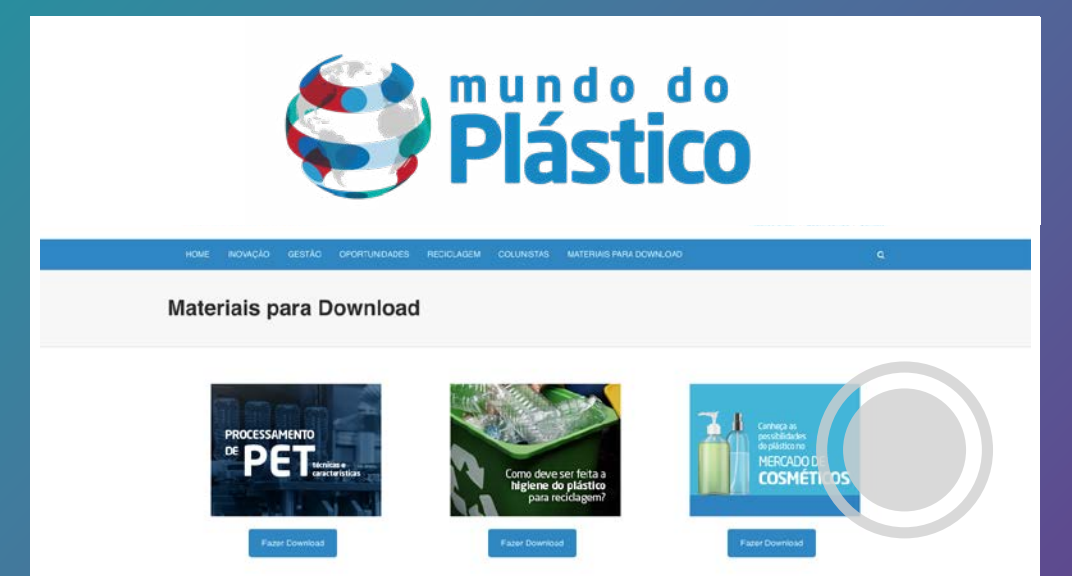 mundo do
Plástico
HOME INOVAÇÃO GESTÃO OPORTUNIDADES RECICLAGEM COLUNISTAS MATERIAIS PARA DOWNLOAD
Materiais para Download
PROCESSAMENTO
DE PET técnicas e
características
Como deve ser feita a
higiene do plástico
para reciclagem?
Conheça as
possibilidades
do plástico no
MERCADO DE
COSMÉTICOS
Fazer Download
Fazer Download
Fazer Download